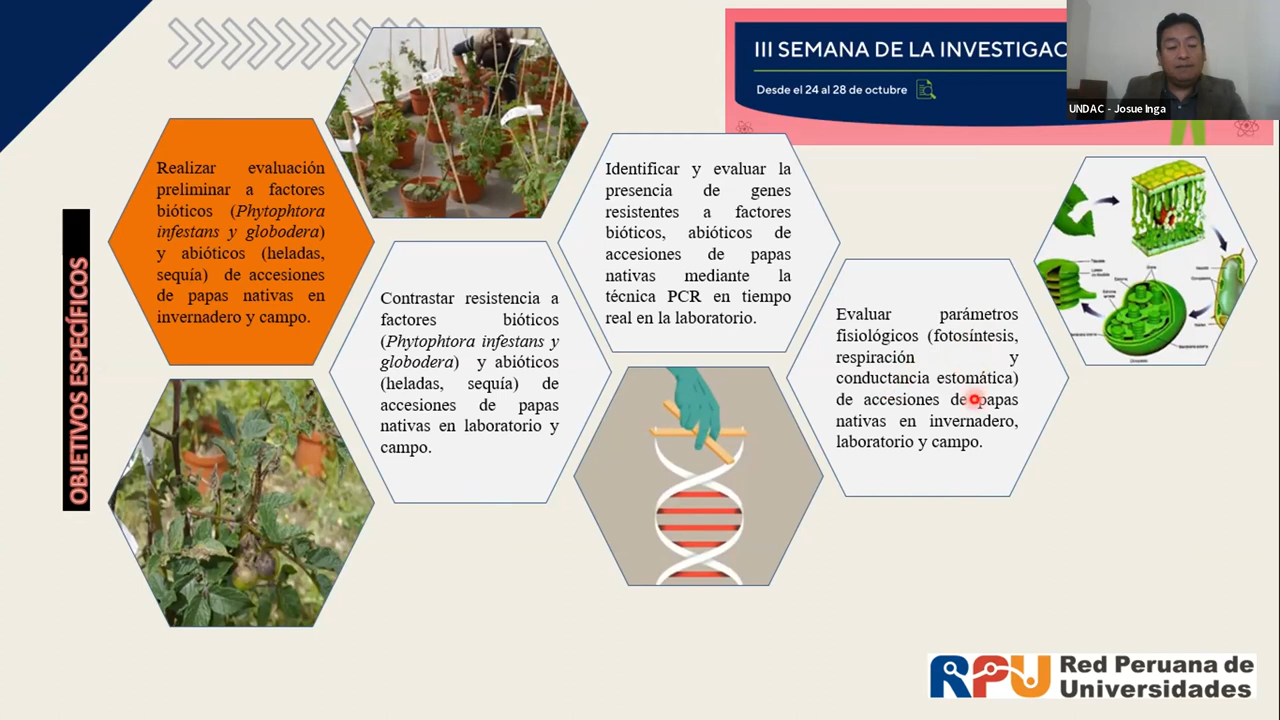 III SEMANA DE LA INVESTIGAC
Desde el 24 al 28 de octubre
UNDAC - Josue Inga
OBJETIVOS ESPECÍFICOS
Realizar evaluación
preliminar a factores
bióticos (Phytophtora
infestans y globodera)
y abióticos (heladas,
sequía) de accesiones
de papas nativas en
invernadero y campo.
Contrastar resistencia a
factores bióticos
(Phytophtora infestans y
globodera) y abióticos
(heladas, sequía) de
accesiones de papas
nativas en laboratorio y
campo.
Identificar y evaluar la
presencia de genes
resistentes a factores
bióticos, abióticos de
accesiones de papas
nativas mediante la
técnica PCR en tiempo
real en la laboratorio.
Evaluar parámetros
fisiológicos (fotosíntesis,
respiración y
conductancia estomática)
de accesiones de papas
nativas en invernadero,
laboratorio y campo.
RPU Red Peruana de
Universidades